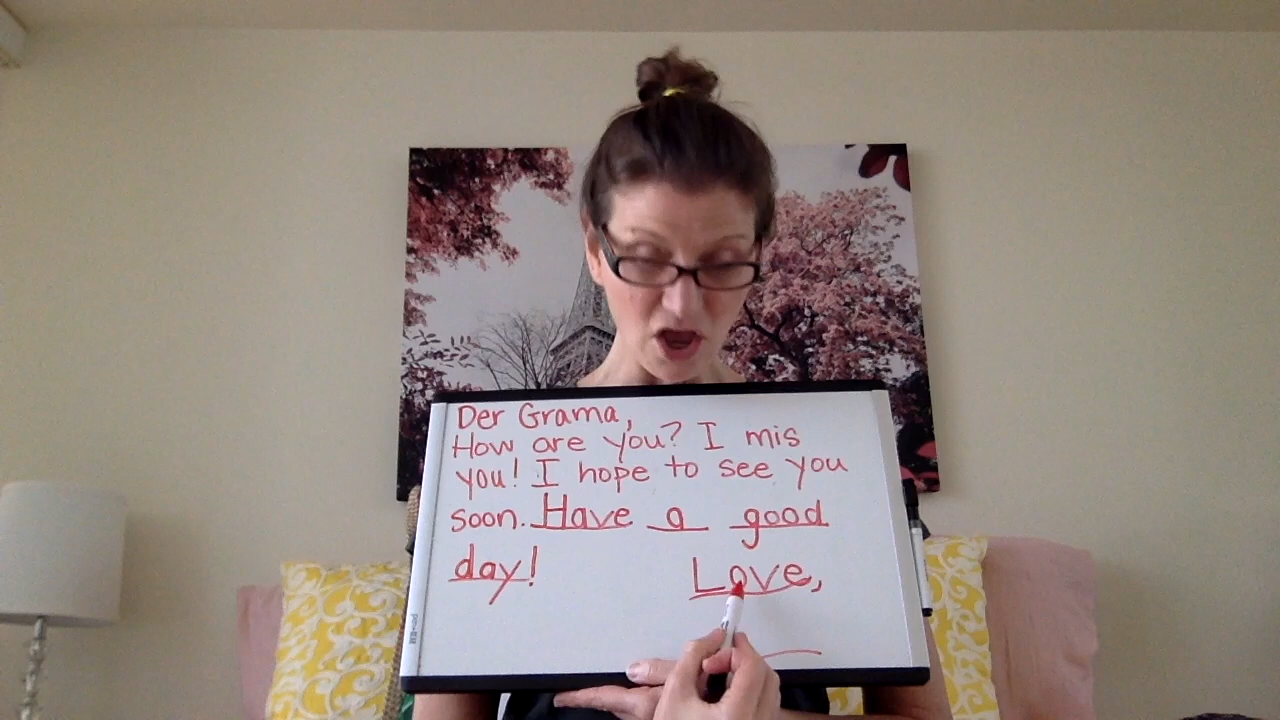 Der Grama,
How are you? I mis
you! I hope to see you
soon. Have a good
day! Love,